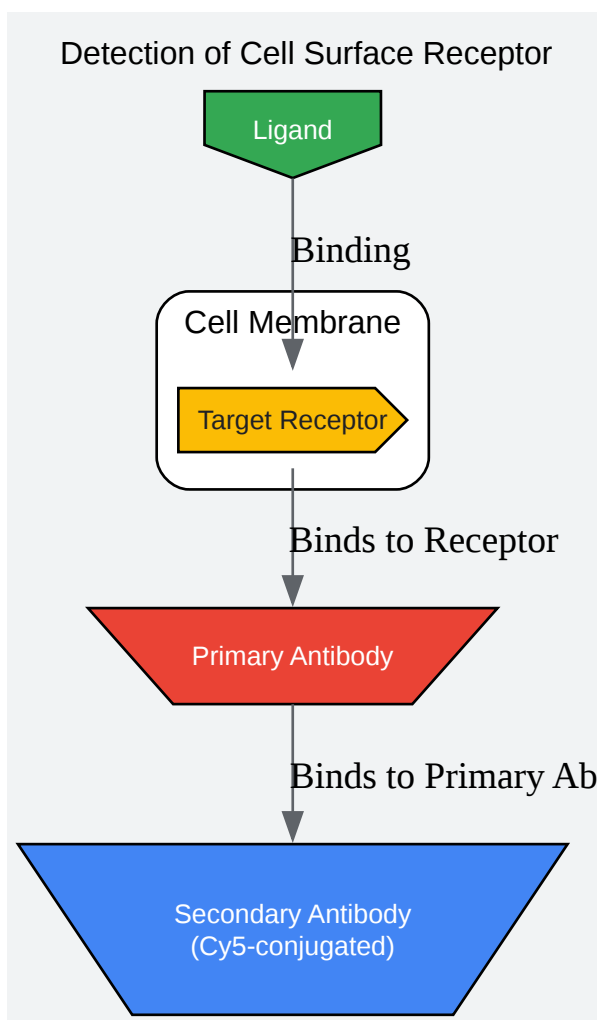 Detection of Cell Surface Receptor
Ligand
Binding
Cell Membrane
Target Receptor
Binds to Receptor
Primary Antibody
Binds to Primary Ab
Secondary Antibody
(Cy5-conjugated)